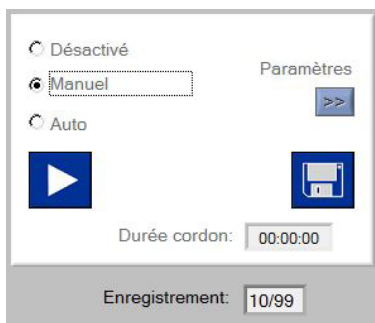 Désactivé
Paramètres
Manuel
>>
Auto
Durée cordon: 00:00:00
Enregistrement: 10/99